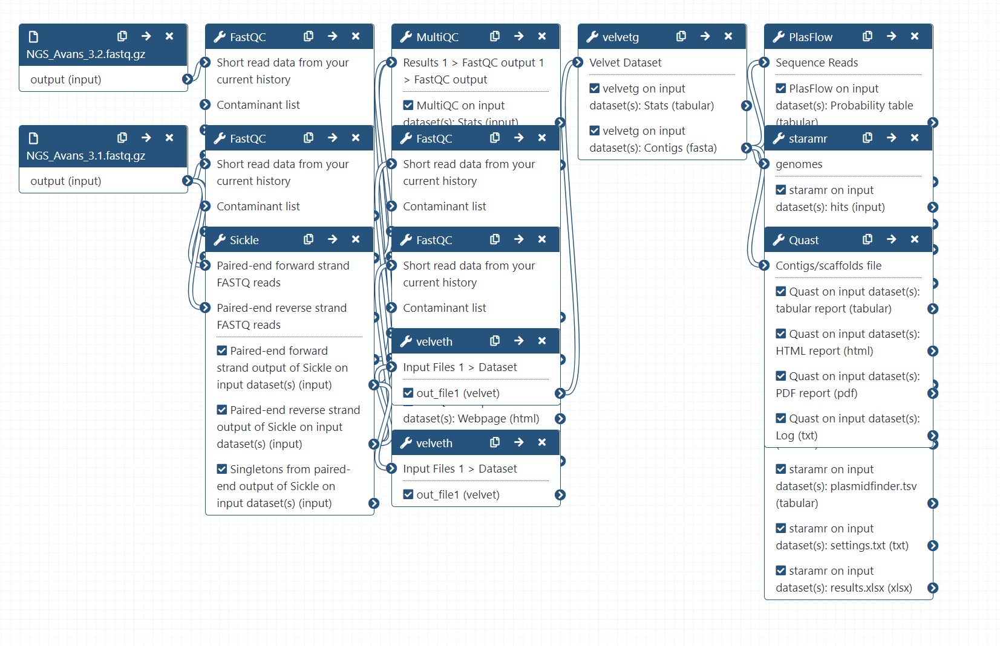 NGS_Avans_3.2.fastq.gz
output (input)
NGS_Avans_3.1.fastq.gz
output (input)
FastQC
Short read data from your
current history
Contaminant list
FastQC
Short read data from your
current history
Contaminant list
Sickle
Paired-end forward strand
FASTQ reads
Paired-end reverse strand
FASTQ reads
Paired-end forward
strand output of Sickle on
input dataset(s) (input)
Paired-end reverse strand
output of Sickle on input
dataset(s) (input)
Singletons from paired-
end output of Sickle on
input dataset(s) (input)
MultiQC
Results 1 > FastQC output 1
> FastQC output
MultiQC on input
dataset(s): Stats (input)
FastQC
Short read data from your
current history
Contaminant list
FastQC
Short read data from your
current history
Contaminant list
velveth
Input Files 1 > Dataset
out_file1 (velvet)
dataset(s): Webpage (html)
velveth
Input Files 1 > Dataset
out_file1 (velvet)
velvetg
Velvet Dataset
velvetg on input
dataset(s): Stats (tabular)
velvetg on input
dataset(s): Contigs (fasta)
PlasFlow
Sequence Reads
PlasFlow on input
dataset(s): Probability table
(tabular)
staramr
genomes
staramr on input
dataset(s): hits (input)
Quast
Contigs/scaffolds file
Quast on input dataset(s):
tabular report (tabular)
Quast on input dataset(s):
HTML report (html)
Quast on input dataset(s):
PDF report (pdf)
Quast on input dataset(s):
Log (txt)
staramr on input
dataset(s): plasmidfinder.tsv
(tabular)
staramr on input
dataset(s): settings.txt (txt)
staramr on input
dataset(s): results.xlsx (xlsx)